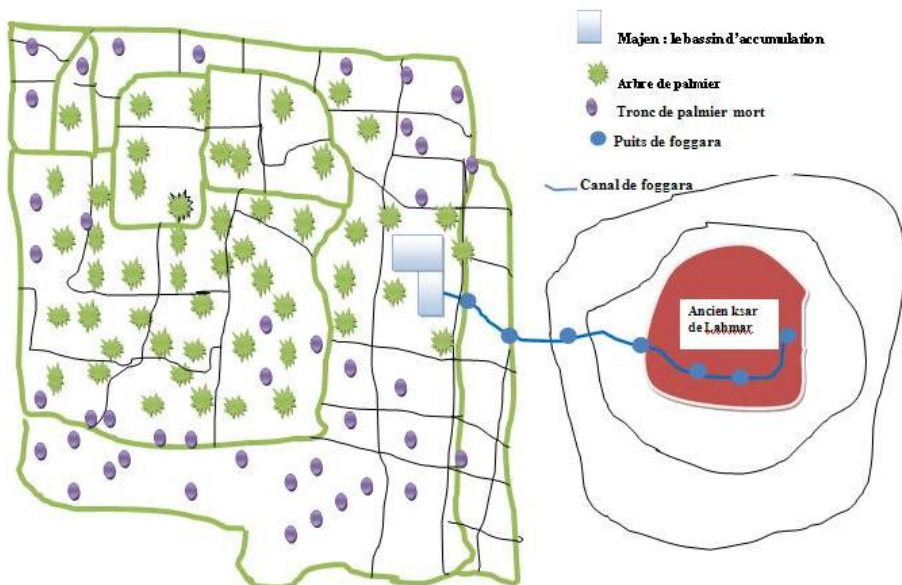 Majen : le bassin d’accumulation
Arbre de palmier
Tronc de palmier mort
Puits de foggara
Canal de foggara
Ancien ksar
de Lahmar